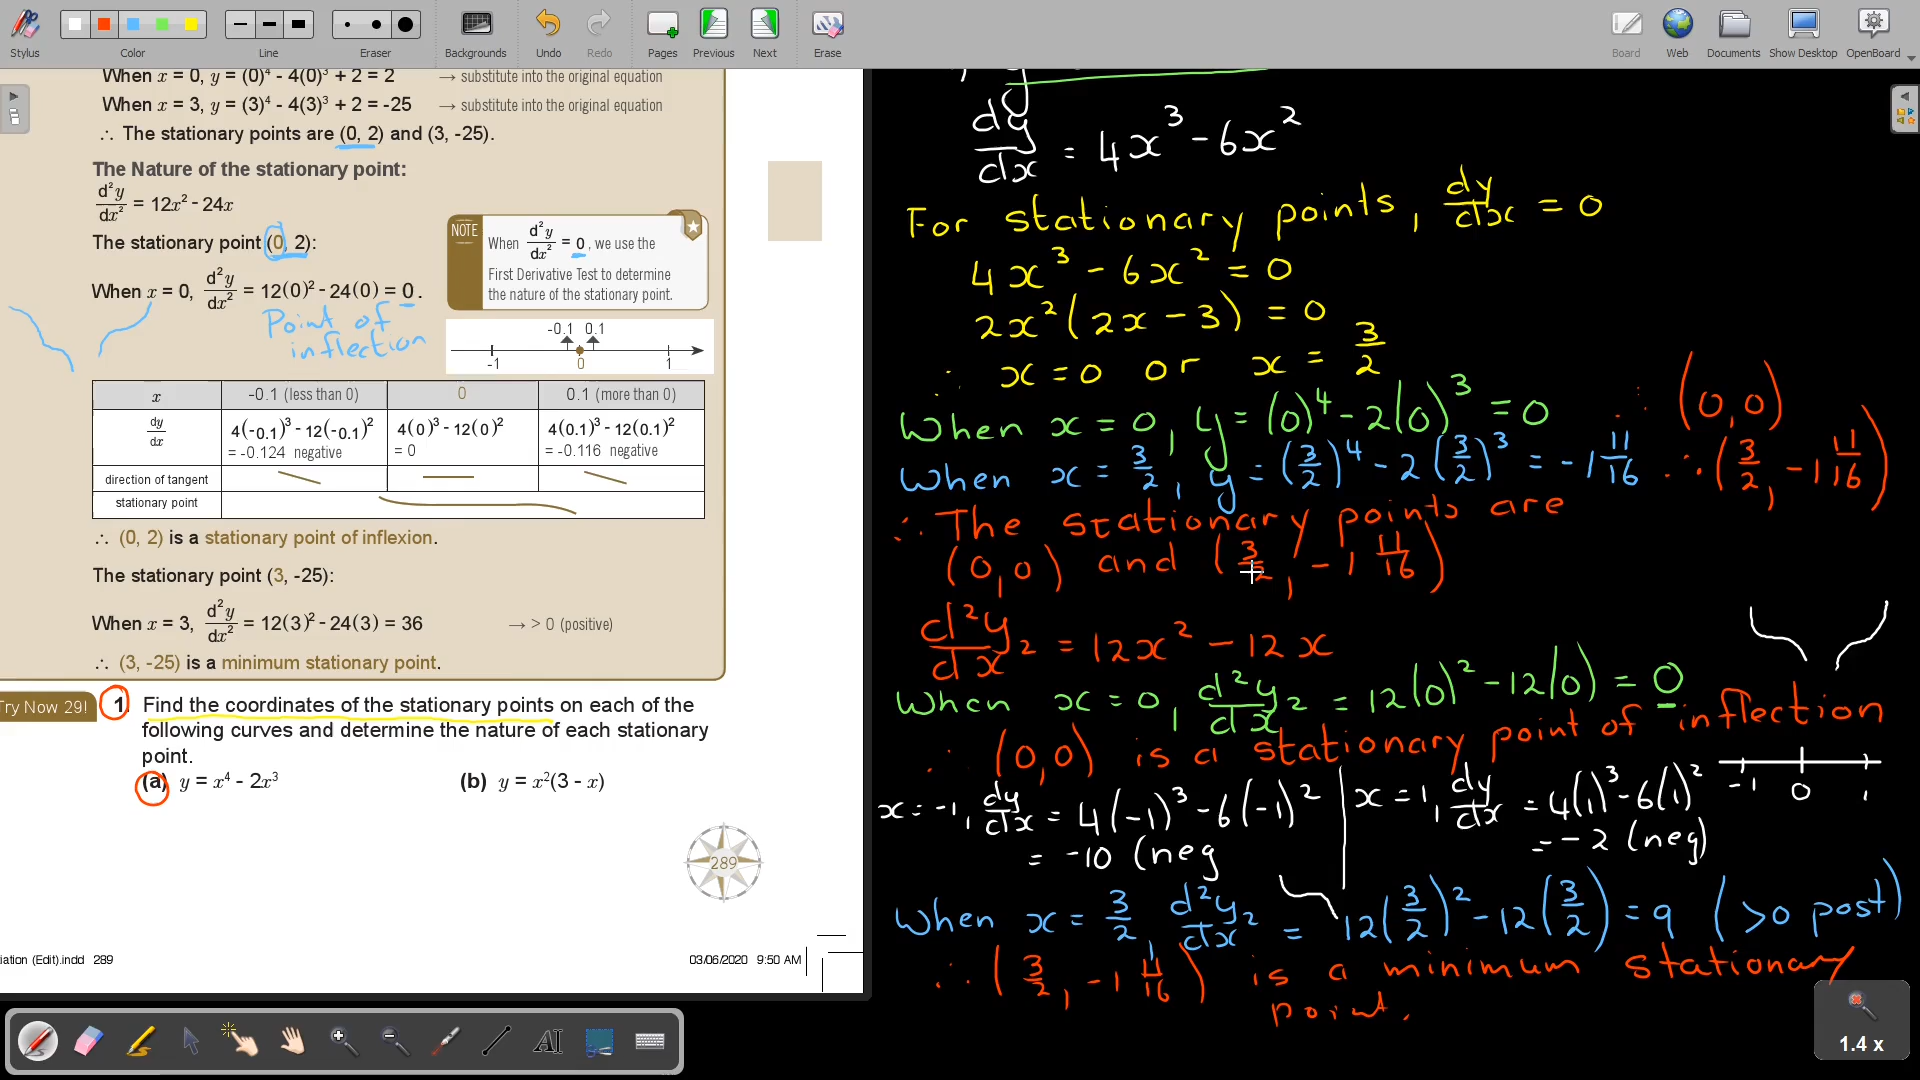 Stylus Color Line Eraser Backgrounds Undo Redo Pages Previous Next Erase Board Web Documents Show Desktop OpenBoard
When x = 0, y = (0)⁴ - 4(0)³ + 2 = 2 → substitute into the original equation
When x = 3, y = (3)⁴ - 4(3)³ + 2 = -25 → substitute into the original equation
∴ The stationary points are (0, 2) and (3, -25).
The Nature of the stationary point:
d²y/dx² = 12x² - 24x
The stationary point (0, 2):
When x = 0, d²y/dx² = 12(0)² - 24(0) = 0.
Point of
inflection
NOTE
When d²y/dx² = 0, we use the
First Derivative Test to determine
the nature of the stationary point.
-0.1 0.1
-1 0 1
x -0.1 (less than 0) 0 0.1 (more than 0)
dy/dx 4(-0.1)³ - 12(-0.1)² 4(0)³ - 12(0)² 4(0.1)³ - 12(0.1)²
= -0.124 negative = 0 = -0.116 negative
direction of tangent
stationary point
∴ (0, 2) is a stationary point of inflexion.
The stationary point (3, -25):
When x = 3, d²y/dx² = 12(3)² - 24(3) = 36 → > 0 (positive)
∴ (3, -25) is a minimum stationary point.
Try Now 29!
1. Find the coordinates of the stationary points on each of the
following curves and determine the nature of each stationary
point.
(a) y = x⁴ - 2x³ (b) y = x²(3 - x)
289
iation (Edit).indd 289 03/06/2020 9:50 AM
dy/dx = 4x³ - 6x²
For stationary points, dy/dx = 0
4x³ - 6x² = 0
2x²(2x - 3) = 0
∴ x = 0 or x = 3/2
When x = 0, y = (0)⁴ - 2(0)³ = 0 ∴ (0,0)
When x = 3/2, y = (3/2)⁴ - 2(3/2)³ = -1 11/16 ∴ (3/2, -1 11/16)
∴ The stationary points are
(0,0) and (3/2, -1 11/16)
d²y/dx² = 12x² - 12x
When x = 0, d²y/dx² = 12(0)² - 12(0) = 0
∴ (0,0) is a stationary point of inflection
-1 0 1
x = -1, dy/dx = 4(-1)³ - 6(-1)² x = 1, dy/dx = 4(1)³ - 6(1)²
= -10 (neg = -2 (neg)
When x = 3/2, d²y/dx² = 12(3/2)² - 12(3/2) = 9 (>0 post)
∴ (3/2, -1 11/16) is a minimum stationary
point.
1.4 x